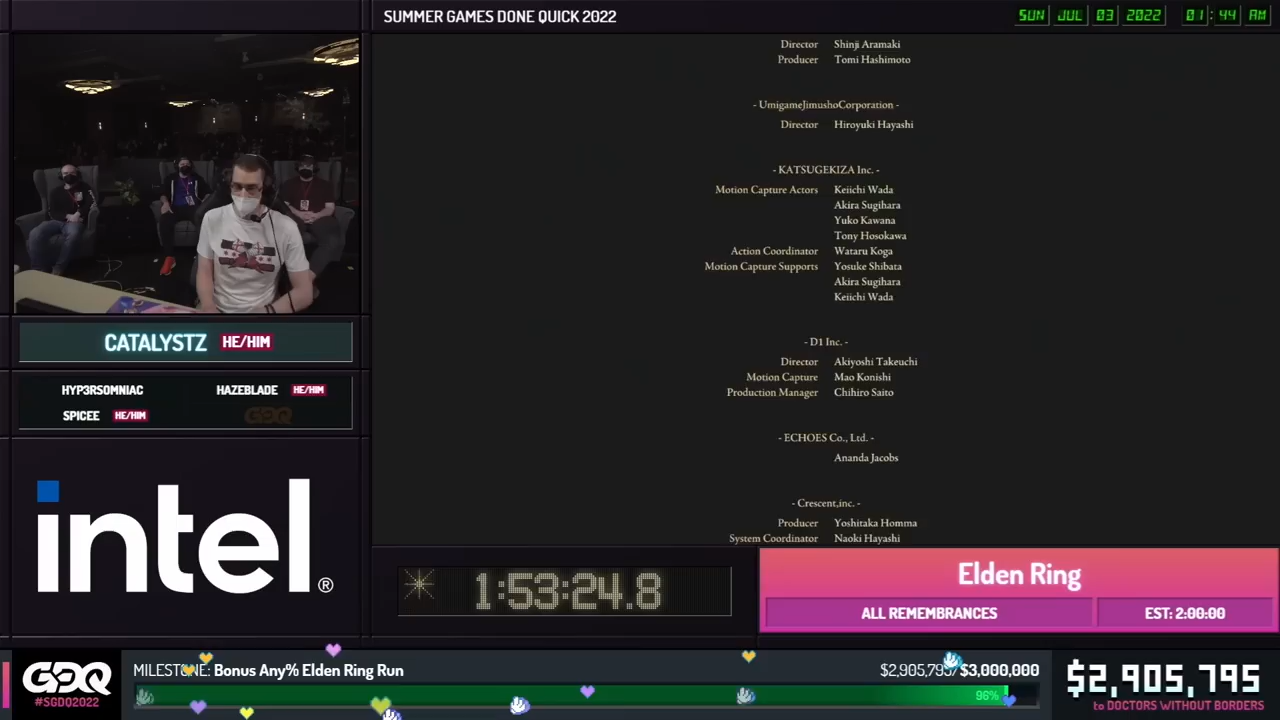 SUMMER GAMES DONE QUICK 2022
SUN JUL 03 2022 01:44 AM
Director Shinji Aramaki
Producer Tomi Hashimoto
- UmigameJimushoCorporation -
Director Hiroyuki Hayashi
- KATSUGEKIZA Inc. -
Motion Capture Actors Keiichi Wada
Akira Sugihara
Yuko Kawana
Tony Hosokawa
Action Coordinator Wataru Koga
Motion Capture Supports Yosuke Shibata
Akira Sugihara
Keiichi Wada
- D1 Inc. -
Director Akiyoshi Takeuchi
Motion Capture Mao Konishi
Production Manager Chihiro Saito
- ECHOES Co., Ltd. -
Ananda Jacobs
- Crescent,inc. -
Producer Yoshitaka Homma
System Coordinator Naoki Hayashi
CATALYSTZ HE/HIM
HYP3RSOMNIAC HAZEBLADE HE/HIM
SPICEE HE/HIM GDQ
intel®
1:53:24.8
Elden Ring
ALL REMEMBRANCES EST: 2:00:00
GDQ
#SGDQ2022
MILESTONE: Bonus Any% Elden Ring Run $2,905,795/$3,000,000
96%
$2,905,795
to DOCTORS WITHOUT BORDERS